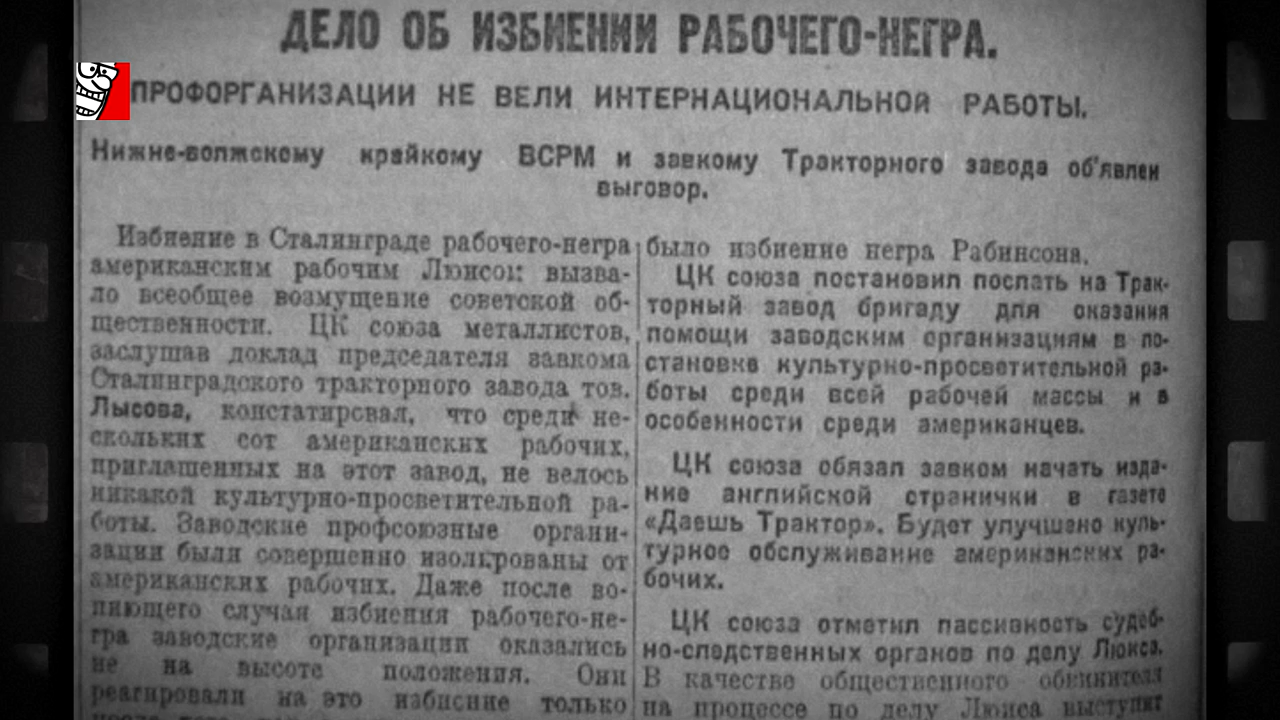 ДЕЛО ОБ ИЗБИЕНИИ РАБОЧЕГО-НЕГРА.
ПРОФОРГАНИЗАЦИИ НЕ ВЕЛИ ИНТЕРНАЦИОНАЛЬНОЙ РАБОТЫ.
Нижне-волжскому крайкому ВСРМ и завкому Тракторного завода об'явлен
выговор.
Избиение в Сталинграде рабочего-негра
американским рабочим Люисом вызва-
ло всеобщее возмущение советской об-
щественности. ЦК союза металлистов,
заслушав доклад председателя завкома
Сталинградского тракторного завода тов.
Лысова, констатировал, что среди не-
скольких сот американских рабочих,
приглашенных на этот завод, не велось
никакой культурно-просветительной ра-
боты. Заводские профсоюзные органи-
зации были совершенно изолированы от
американских рабочих. Даже после во-
пиющего случая избиения рабочего-не-
гра заводские организации оказались
не на высоте положения. Они
реагировали на это избиение только
было избиение негра Рабинсона.
ЦК союза постановил послать на Трак-
торный завод бригаду для оказания
помощи заводским организациям в по-
становке культурно-просветительной ра-
боты среди всей рабочей массы и в
особенности среди американцев.
ЦК союза обязал завком начать изда-
ние английской странички в газете
«Даешь Трактор». Будет улучшено куль-
турное обслуживание американских ра-
бочих.
ЦК союза отметил пассивность судеб-
но-следственных органов по делу Люиса.
В качестве общественного обвинителя
на процессе по делу Люиса выступит